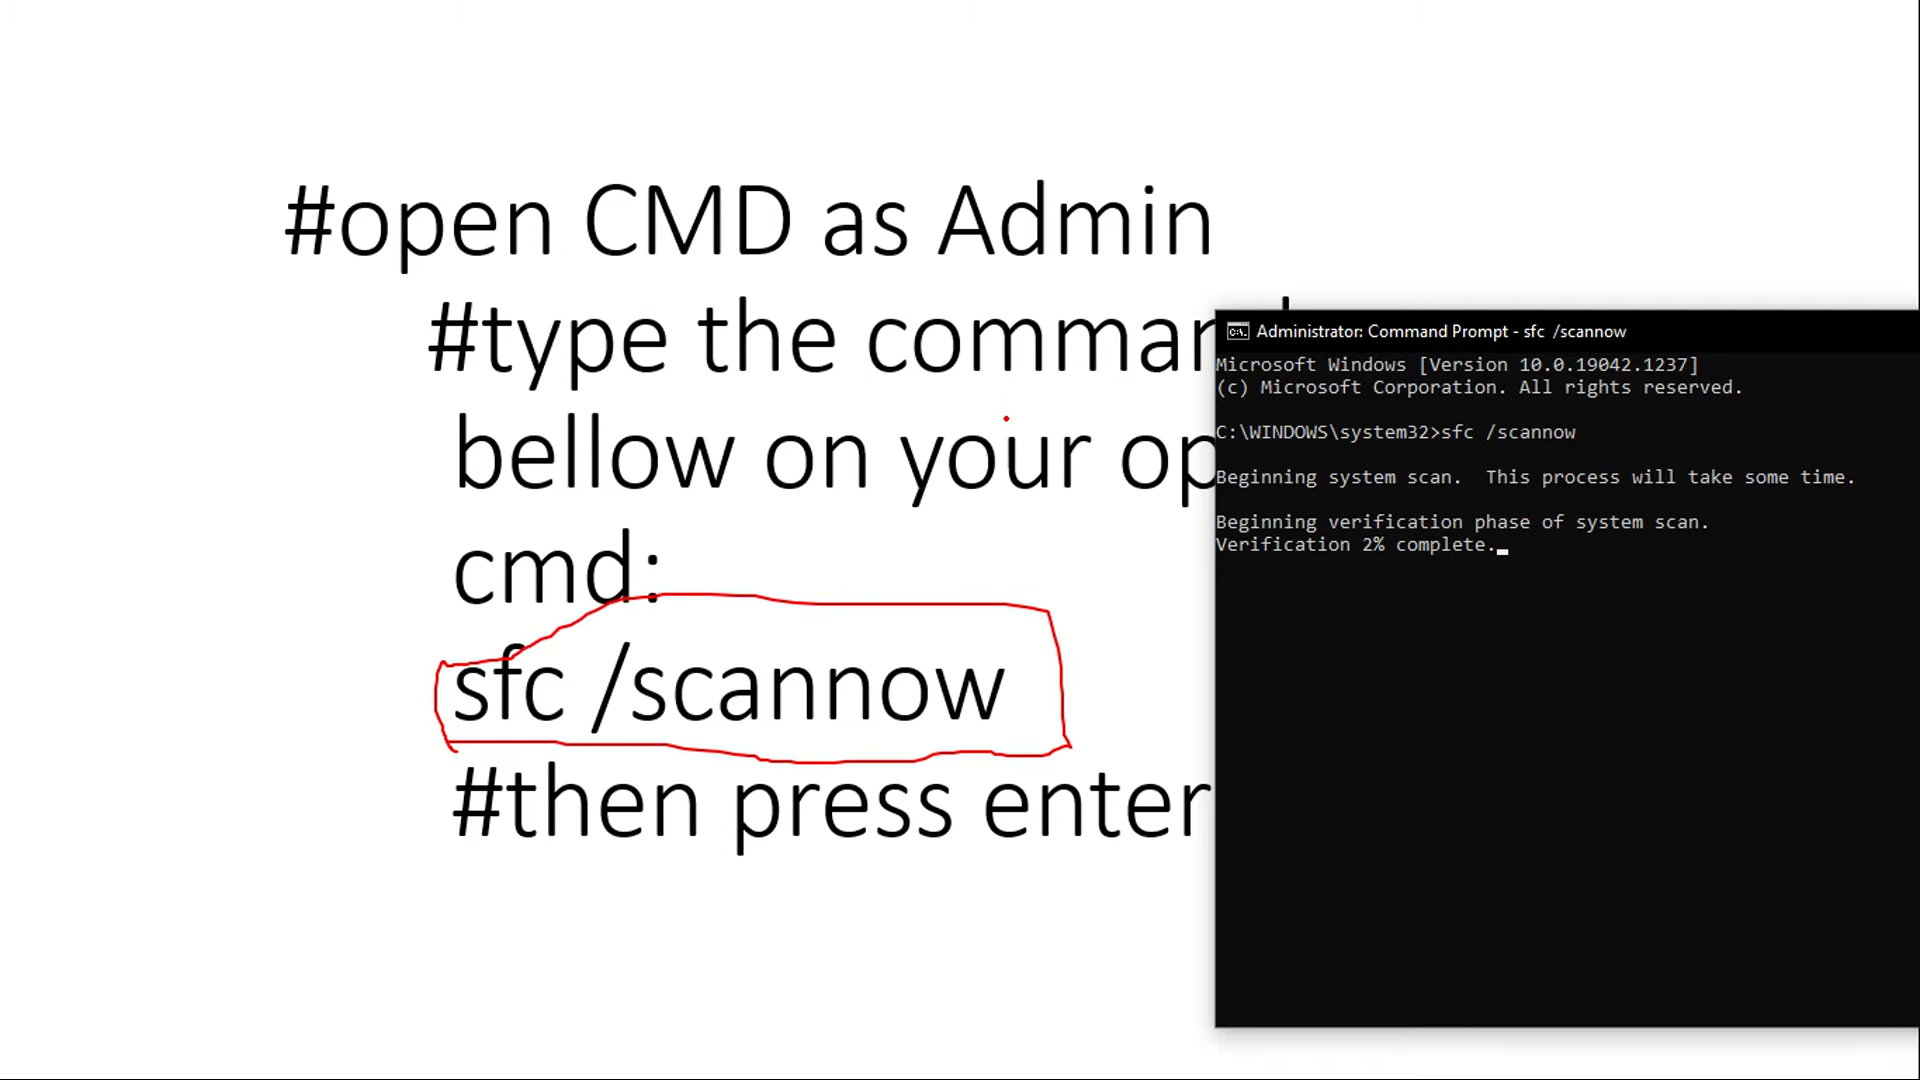 #open CMD as Admin
#type the
bellow on your
cmd:
sfc /scannow
#then press enter
Administrator: Command Prompt - sfc /scannow
Microsoft Windows [Version 10.0.19042.1237]
(c) Microsoft Corporation. All rights reserved.
C:\WINDOWS\system32>sfc /scannow
Beginning system scan.  This process will take some time.
Beginning verification phase of system scan.
Verification 2% complete.